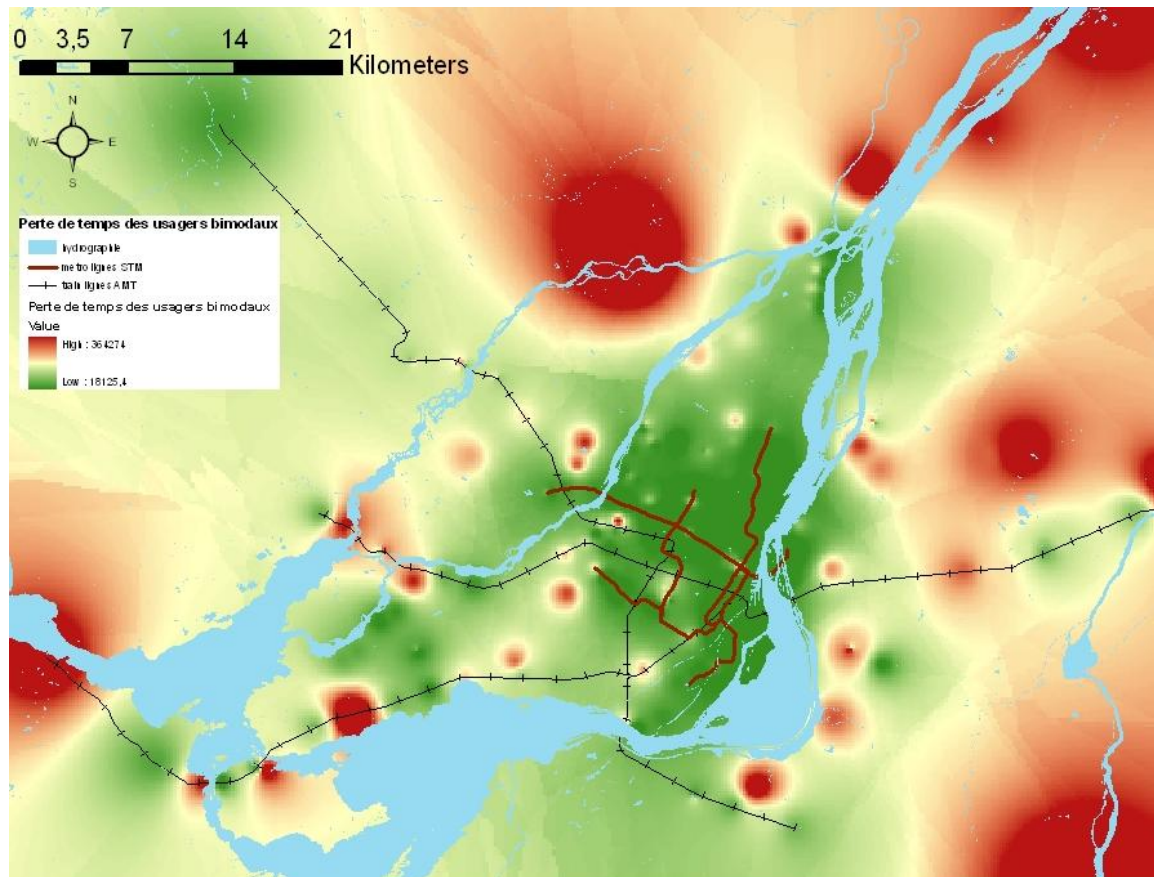 0 3,5 7 14 21
Kilometers
N
W E
S
Perte de temps des usagers bimodaux
hydrographie
metro lignes STM
train lignes AMT
Perte de temps des usagers bimodaux
Value
High : 364274
Low : 18125,4